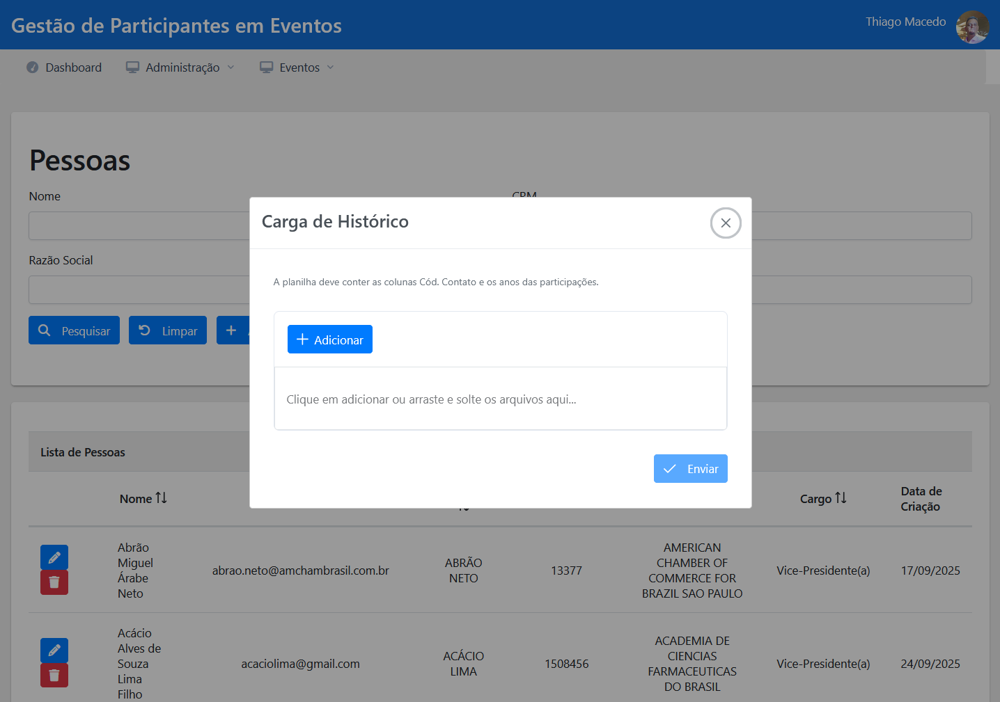 Gestão de Participantes em Eventos
Thiago Macedo
Dashboard
Administração
Eventos
Pessoas
Nome
CRM
Razão Social
Pesquisar
Limpar
Carga de Histórico
A planilha deve conter as colunas Cód. Contato e os anos das participações.
Adicionar
Clique em adicionar ou arraste e solte os arquivos aqui...
Enviar
Lista de Pessoas
Nome
Cargo
Data de
Criação
Abrão
Miguel
Árabe
Neto
abrao.neto@amchambrasil.com.br
ABRÃO
NETO
13377
AMERICAN
CHAMBER OF
COMMERCE FOR
BRAZIL SAO PAULO
Vice-Presidente(a)
17/09/2025
Acácio
Alves de
Souza
Lima
Filho
acaciolima@gmail.com
ACÁCIO
LIMA
1508456
ACADEMIA DE
CIENCIAS
FARMACEUTICAS
DO BRASIL
Vice-Presidente(a)
24/09/2025